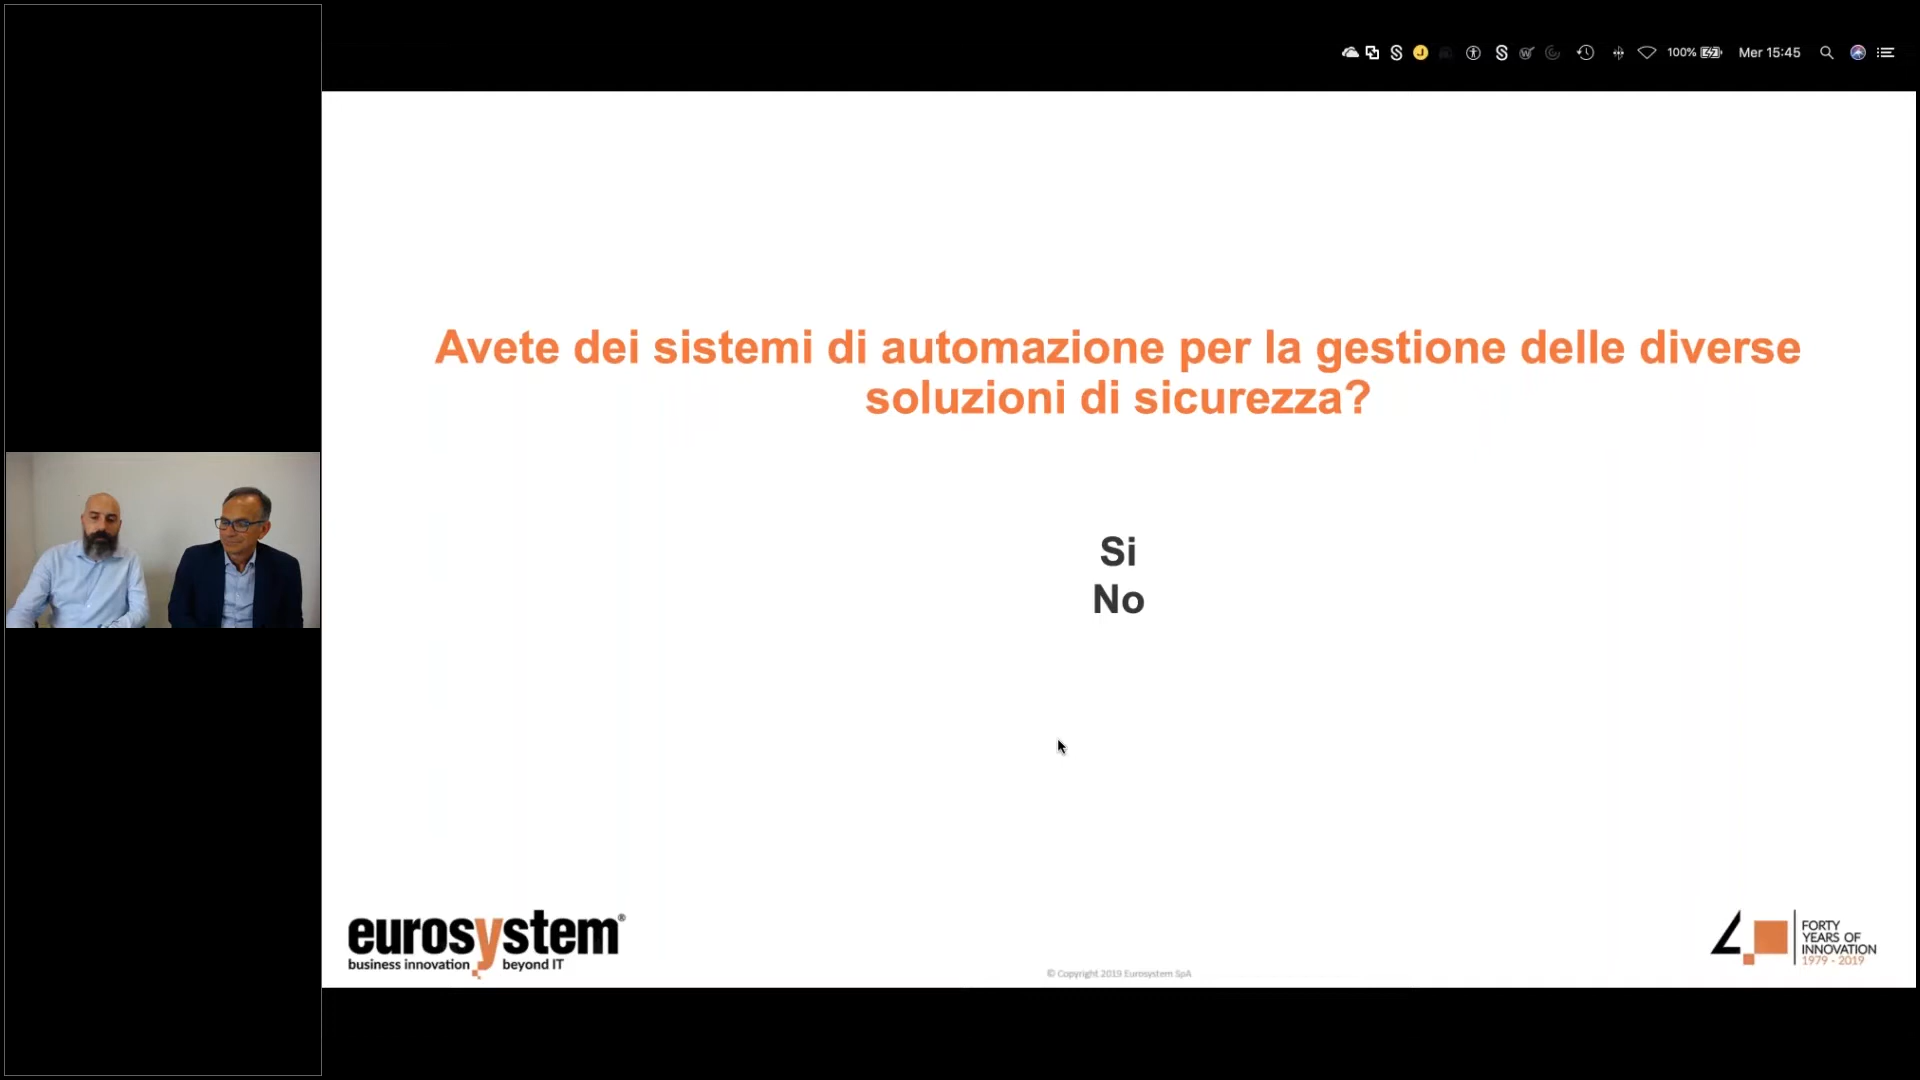 100%
Mer 15:45
Avete dei sistemi di automazione per la gestione delle diverse
soluzioni di sicurezza?
Si
No
eurosystem®
business innovation beyond IT
© Copyright 2019 Eurosystem SpA
FORTY
YEARS OF
INNOVATION
1979 - 2019